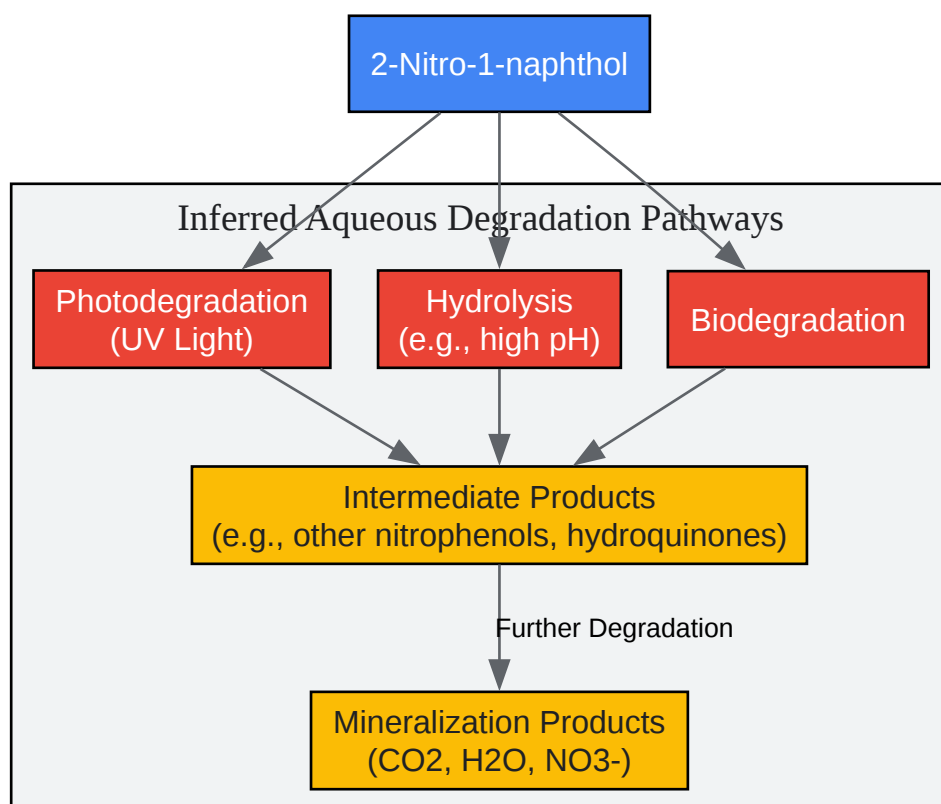 2-Nitro-1-naphthol
Inferred Aqueous Degradation Pathways
Photodegradation
(UV Light)
Hydrolysis
(e.g., high pH)
Biodegradation
Intermediate Products
(e.g., other nitrophenols, hydroquinones)
Further Degradation
Mineralization Products
(CO2, H2O, NO3-)